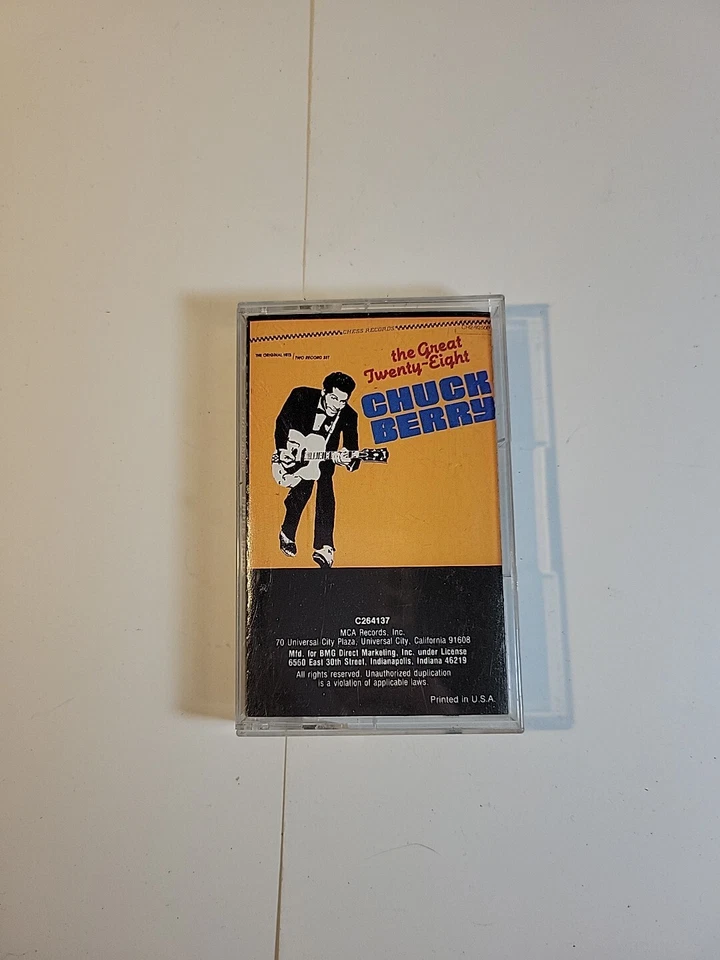 CHESS RECORDS
THE ORIGINAL HITS / TWO RECORD SET
the Great
Twenty-Eight
CHUCK
BERRY
C264137
MCA Records, Inc.
70 Universal City Plaza, Universal City, California 91608
Mfd. for BMG Direct Marketing, Inc. under License
6550 East 30th Street, Indianapolis, Indiana 46219
All rights reserved. Unauthorized duplication
is a violation of applicable laws.
Printed in U.S.A.